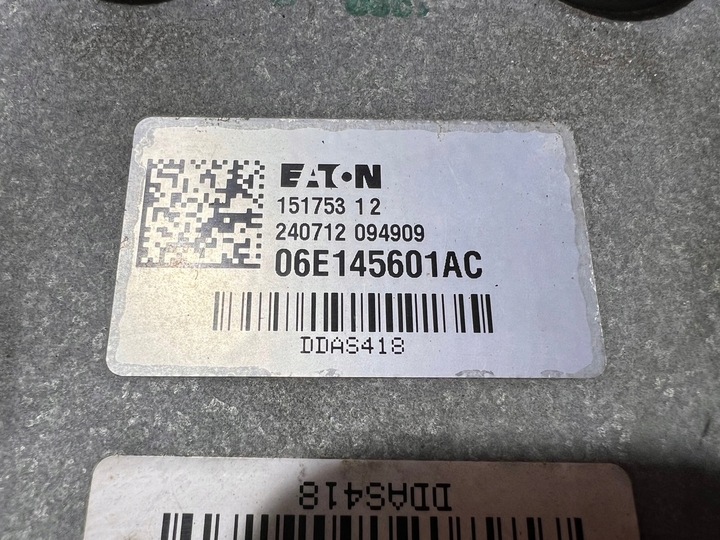 EATON
151753 1 2
240712 094909
06E145601AC
DDAS418
DDAS418